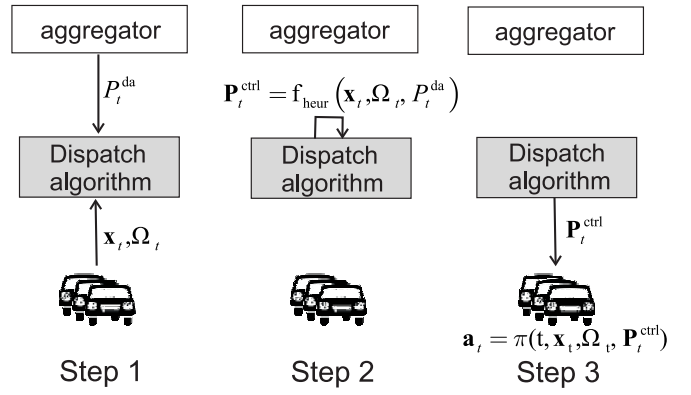 aggregator
P_t^da
Dispatch
algorithm
x_t,Ω_t
Step 1
aggregator
P_t^ctrl = f_heur(x_t,Ω_t, P_t^da)
Dispatch
algorithm
Step 2
aggregator
Dispatch
algorithm
P_t^ctrl
a_t = π(t, x_t,Ω_t, P_t^ctrl)
Step 3